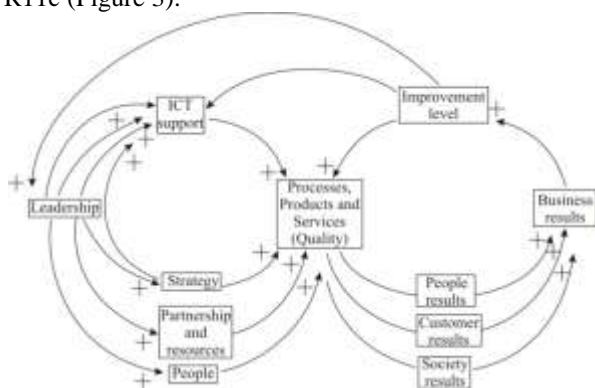 (Figure 3).
ICT
support
Improvement
level
Processes,
Products and
Services
(Quality)
Leadership
Business
results
Strategy
People
results
Partnership
and
resources
Customer
results
People
Society
results